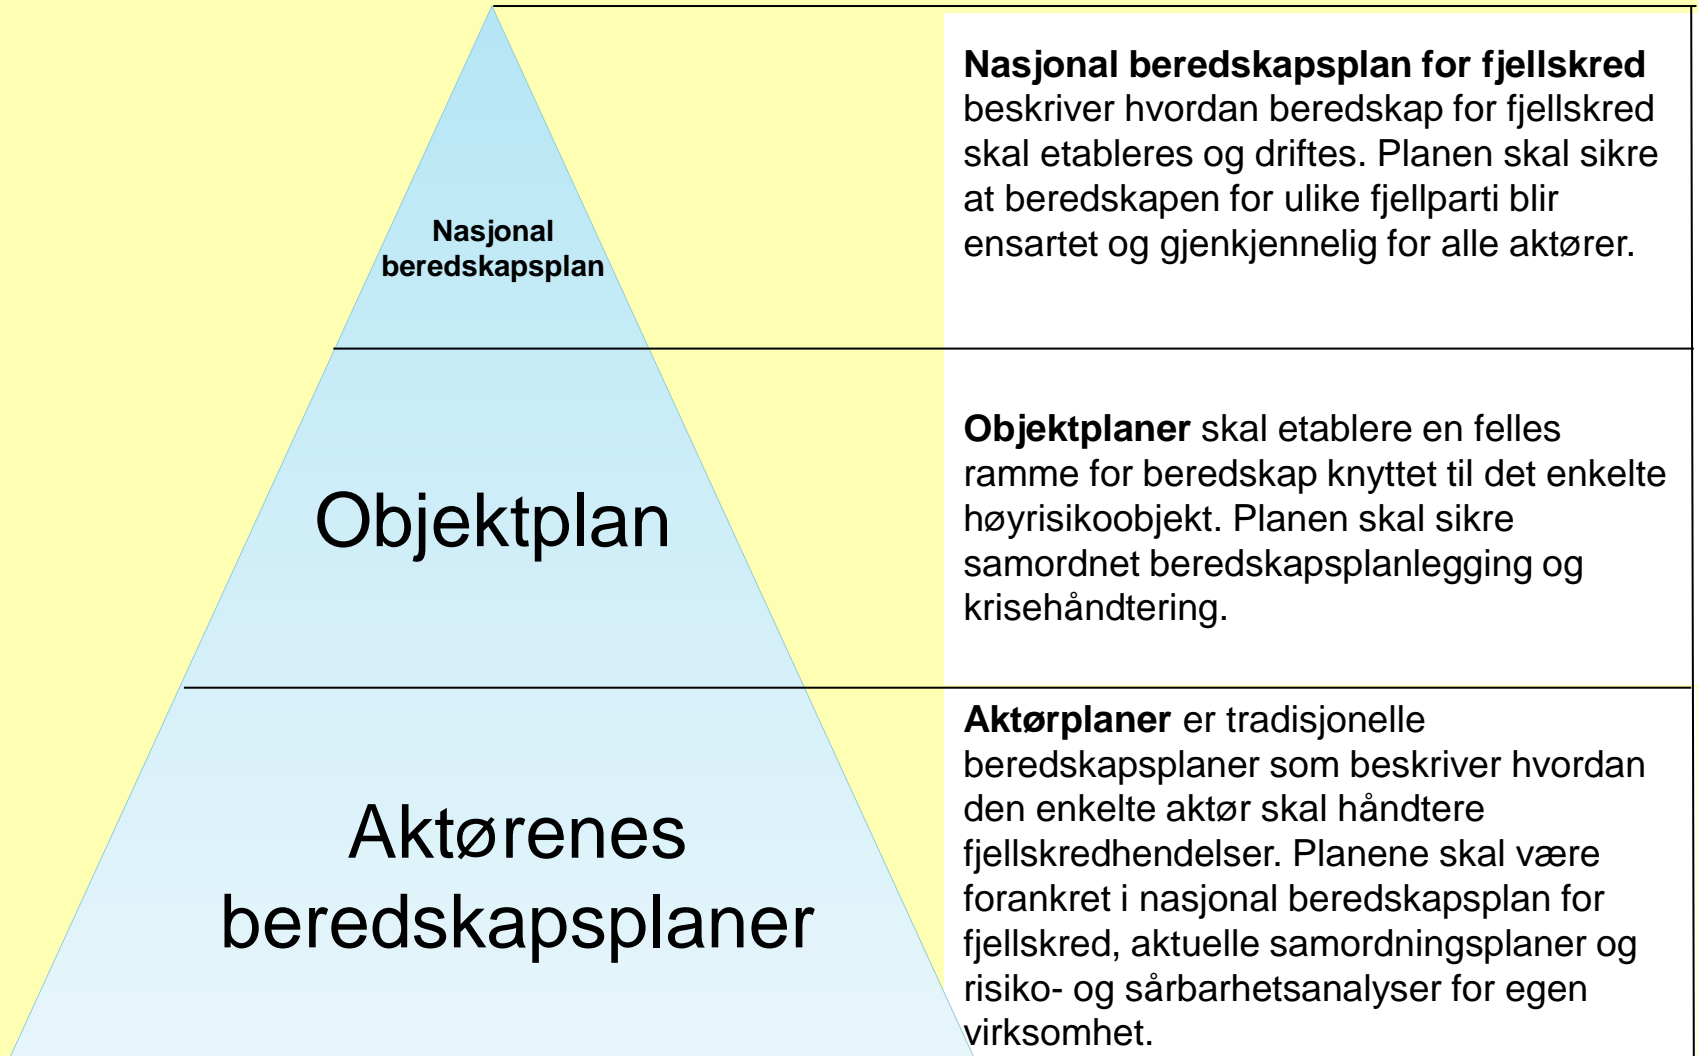 Nasjonal
beredskapsplan
Nasjonal beredskapsplan for fjellskred
beskriver hvordan beredskap for fjellskred
skal etableres og driftes. Planen skal sikre
at beredskapen for ulike fjellparti blir
ensartet og gjenkjennelig for alle aktører.
Objektplan
Objektplaner skal etablere en felles
ramme for beredskap knyttet til det enkelte
høyrisikoobjekt. Planen skal sikre
samordnet beredskapsplanlegging og
krisehåndtering.
Aktørenes
beredskapsplaner
Aktørplaner er tradisjonelle
beredskapsplaner som beskriver hvordan
den enkelte aktør skal håndtere
fjellskredhendelser. Planene skal være
forankret i nasjonal beredskapsplan for
fjellskred, aktuelle samordningsplaner og
risiko- og sårbarhetsanalyser for egen
virksomhet.